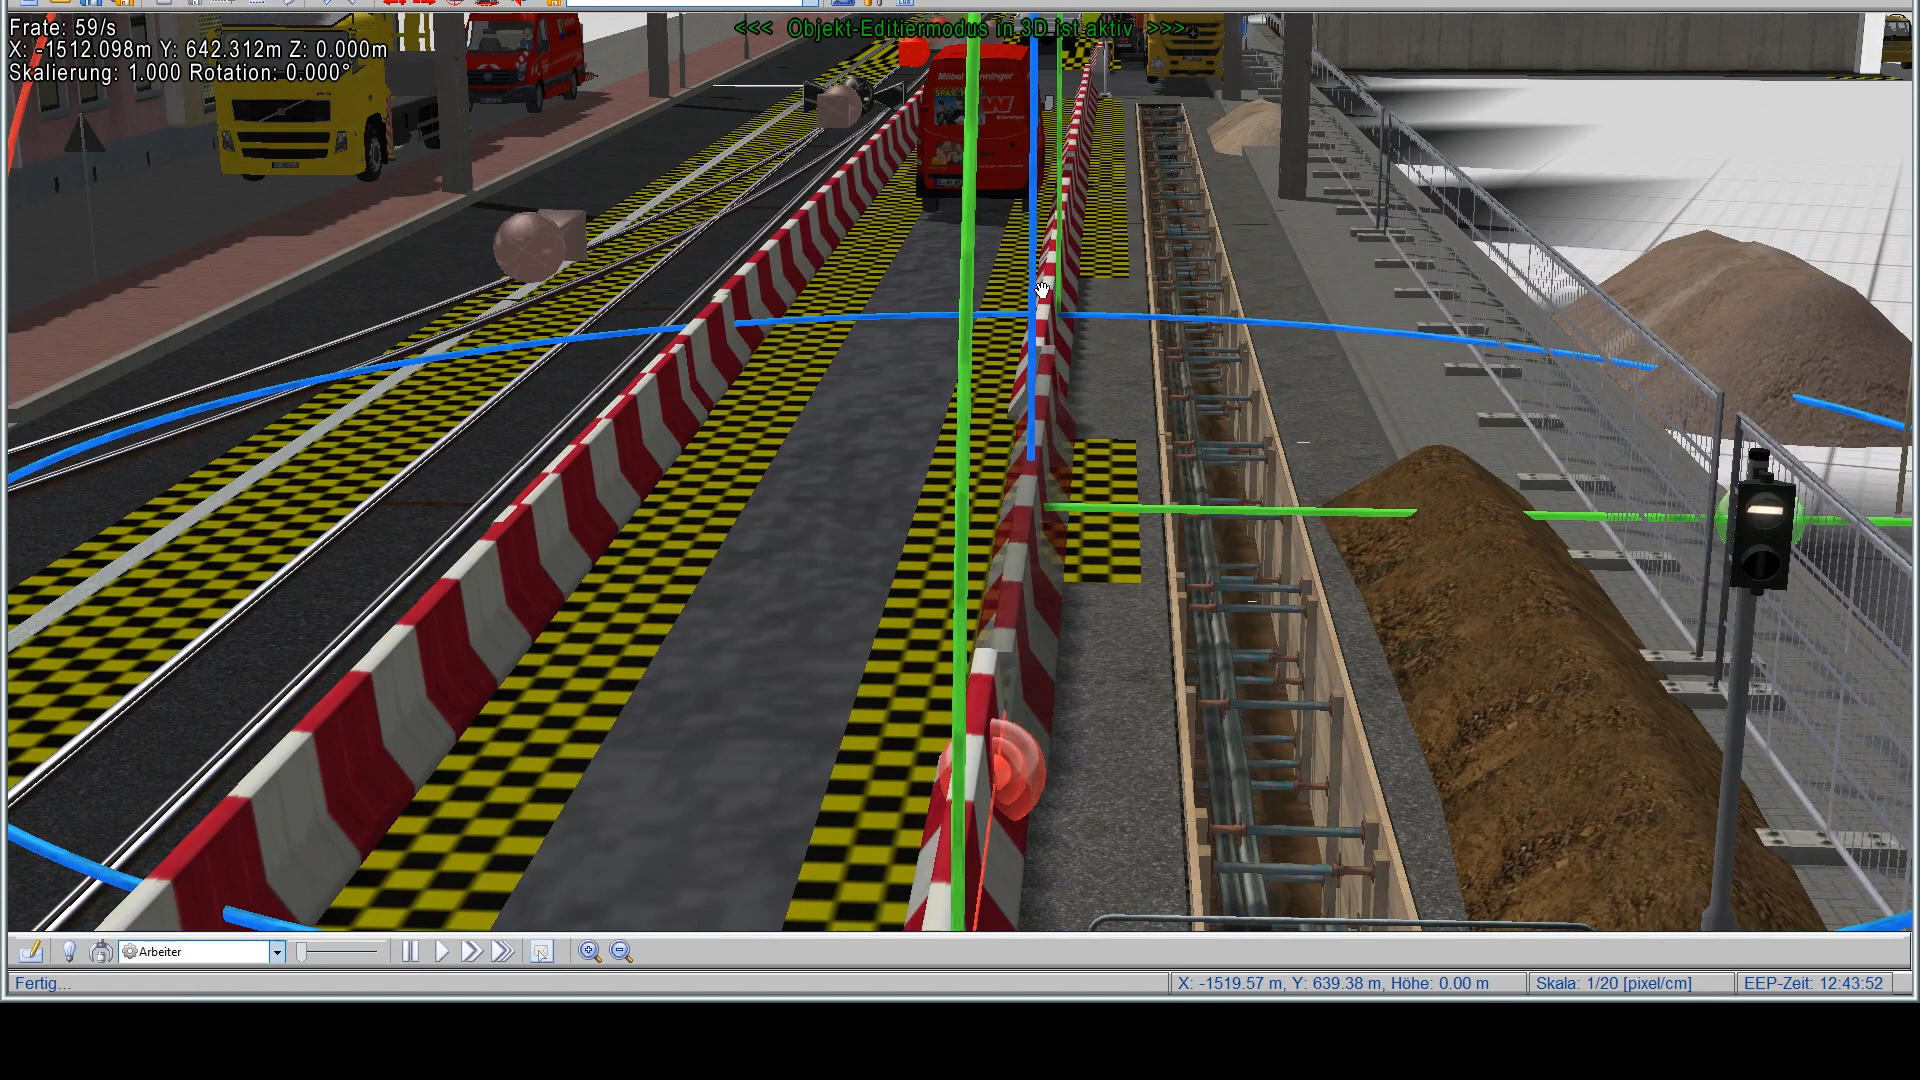 Frate: 59/s
<<< Objekt-Editiermodus in 3D ist aktiv >>>
X: -1512.098m Y: 642.312m Z: 0.000m
Skalierung: 1.000 Rotation: 0.000°
Möbel
W
Arbeiter
Fertig...
X: -1519.57 m, Y: 639.38 m, Höhe: 0.00 m
Skala: 1/20 [pixel/cm]
EEP-Zeit: 12:43:52